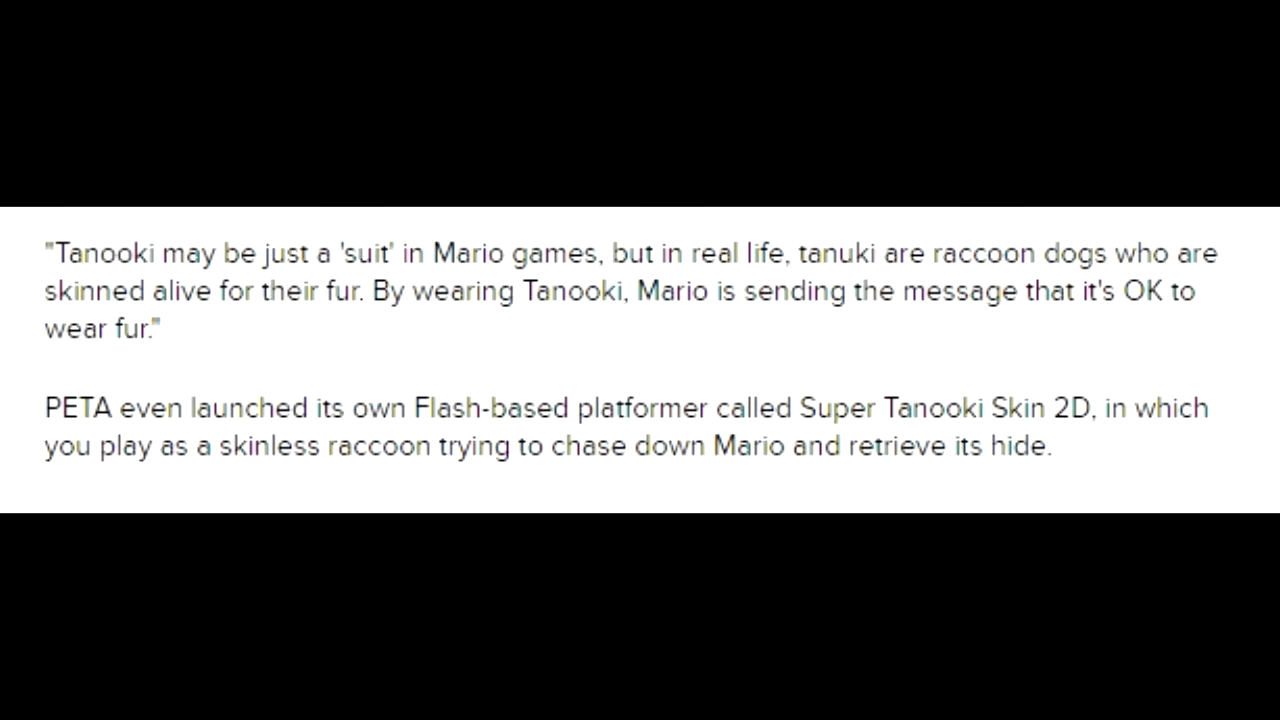 "Tanooki may be just a 'suit' in Mario games, but in real life, tanuki are raccoon dogs who are
skinned alive for their fur. By wearing Tanooki, Mario is sending the message that it's OK to
wear fur."
PETA even launched its own Flash-based platformer called Super Tanooki Skin 2D, in which
you play as a skinless raccoon trying to chase down Mario and retrieve its hide.